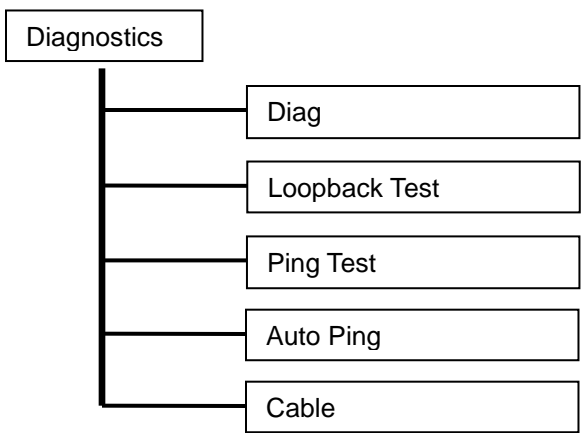 Diagnostics
Diag
Loopback Test
Ping Test
Auto Ping
Cable